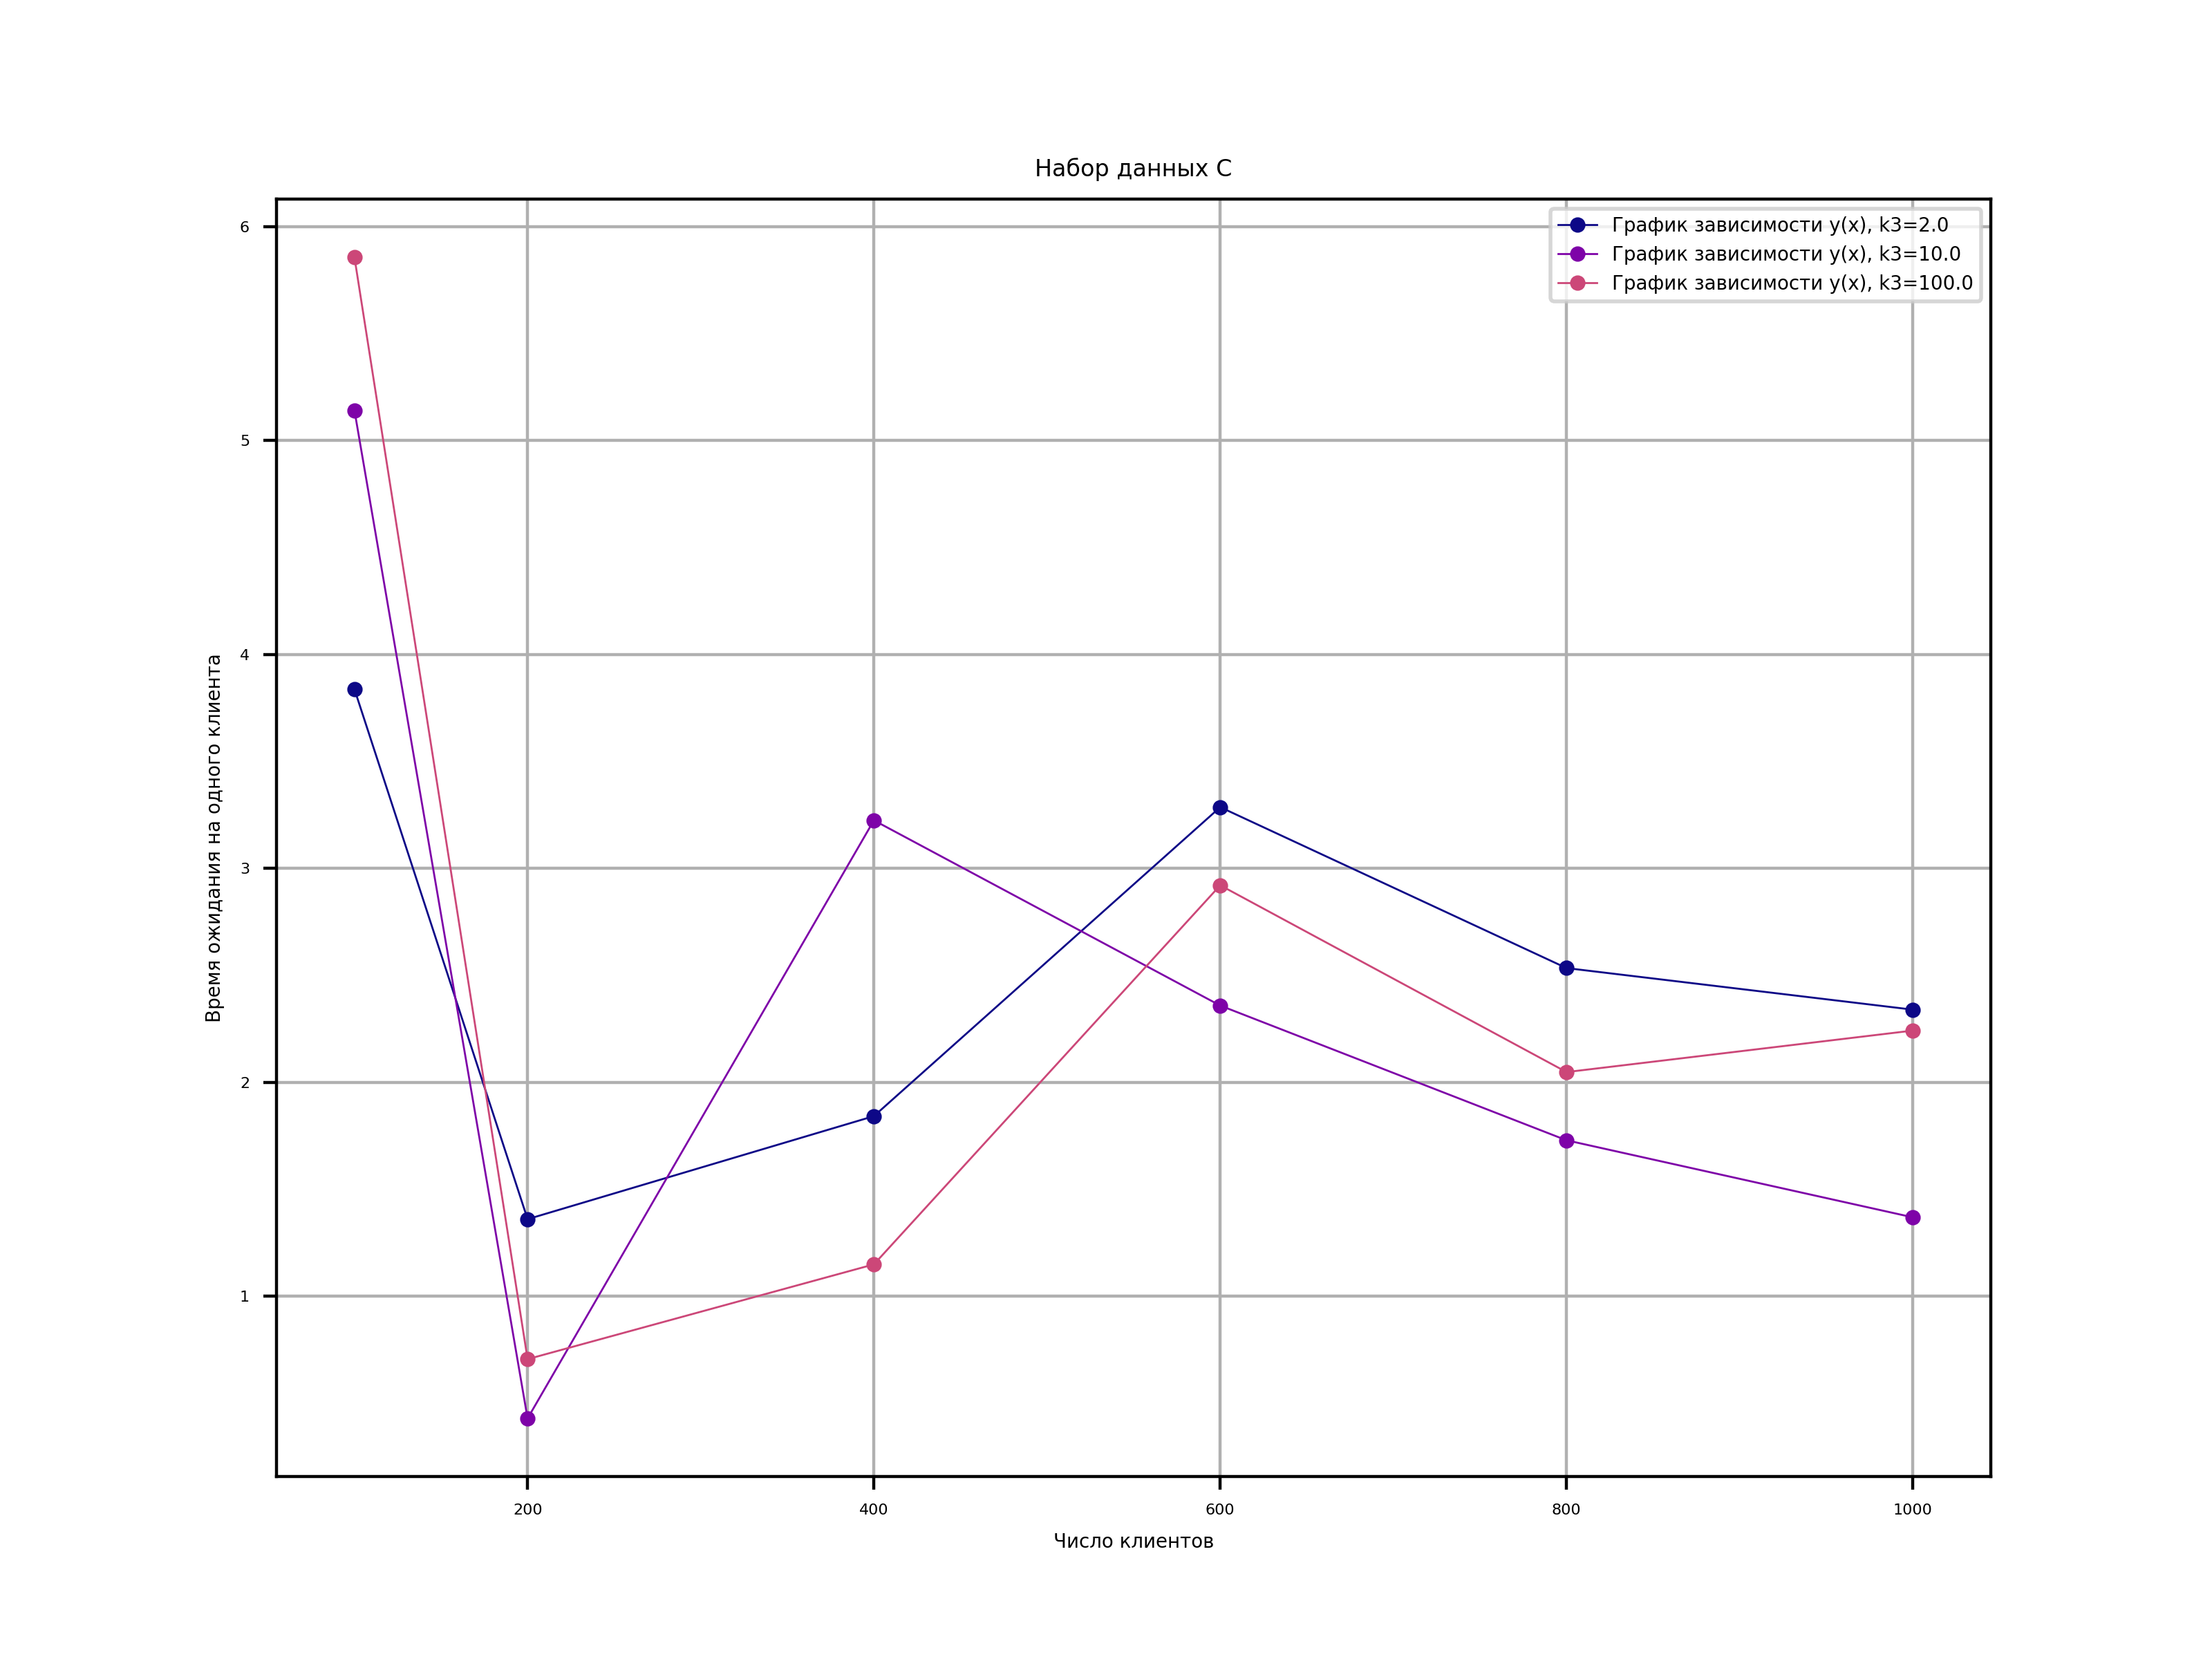 Набор данных C
График зависимости y(x), k3=2.0
График зависимости y(x), k3=10.0
График зависимости y(x), k3=100.0
6
5
4
3
2
1
Время ожидания на одного клиента
200 400 600 800 1000
Число клиентов